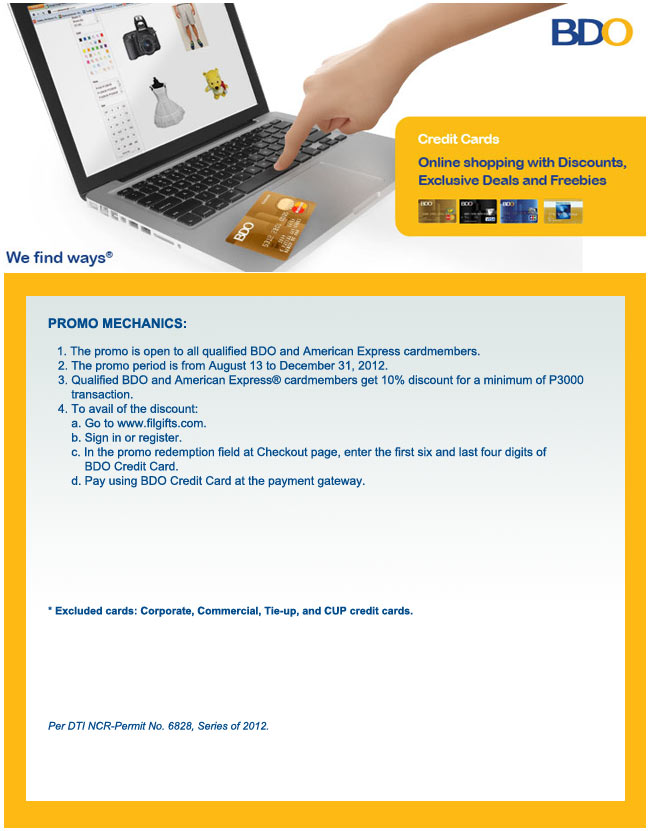 BDO
Credit Cards
Online shopping with Discounts,
Exclusive Deals and Freebies
BDO
We find ways®
PROMO MECHANICS:
1. The promo is open to all qualified BDO and American Express cardmembers.
2. The promo period is from August 13 to December 31, 2012.
3. Qualified BDO and American Express® cardmembers get 10% discount for a minimum of P3000
transaction.
4. To avail of the discount:
a. Go to www.filgifts.com.
b. Sign in or register.
c. In the promo redemption field at Checkout page, enter the first six and last four digits of
BDO Credit Card.
d. Pay using BDO Credit Card at the payment gateway.
* Excluded cards: Corporate, Commercial, Tie-up, and CUP credit cards.
Per DTI NCR-Permit No. 6828, Series of 2012.